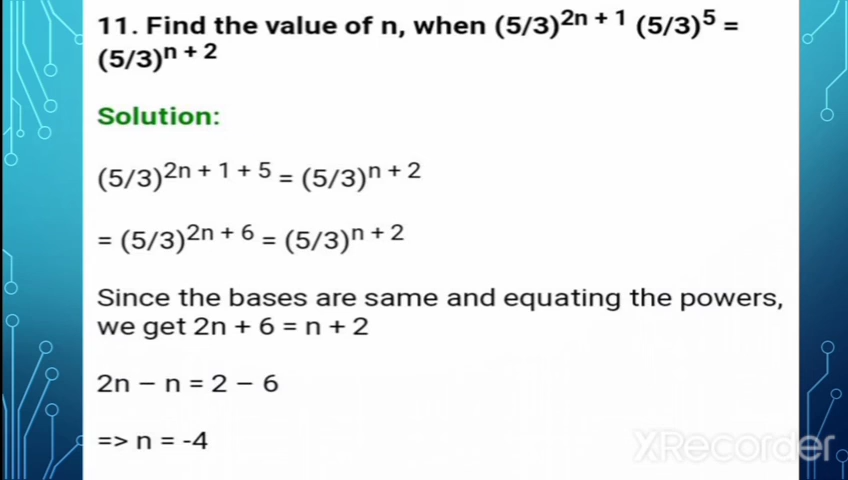 11. Find the value of n, when (5/3)^2n + 1 (5/3)^5 =
(5/3)^n + 2
Solution:
(5/3)^2n + 1 + 5 = (5/3)^n + 2
= (5/3)^2n + 6 = (5/3)^n + 2
Since the bases are same and equating the powers,
we get 2n + 6 = n + 2
2n − n = 2 − 6
=> n = -4
XRecorder